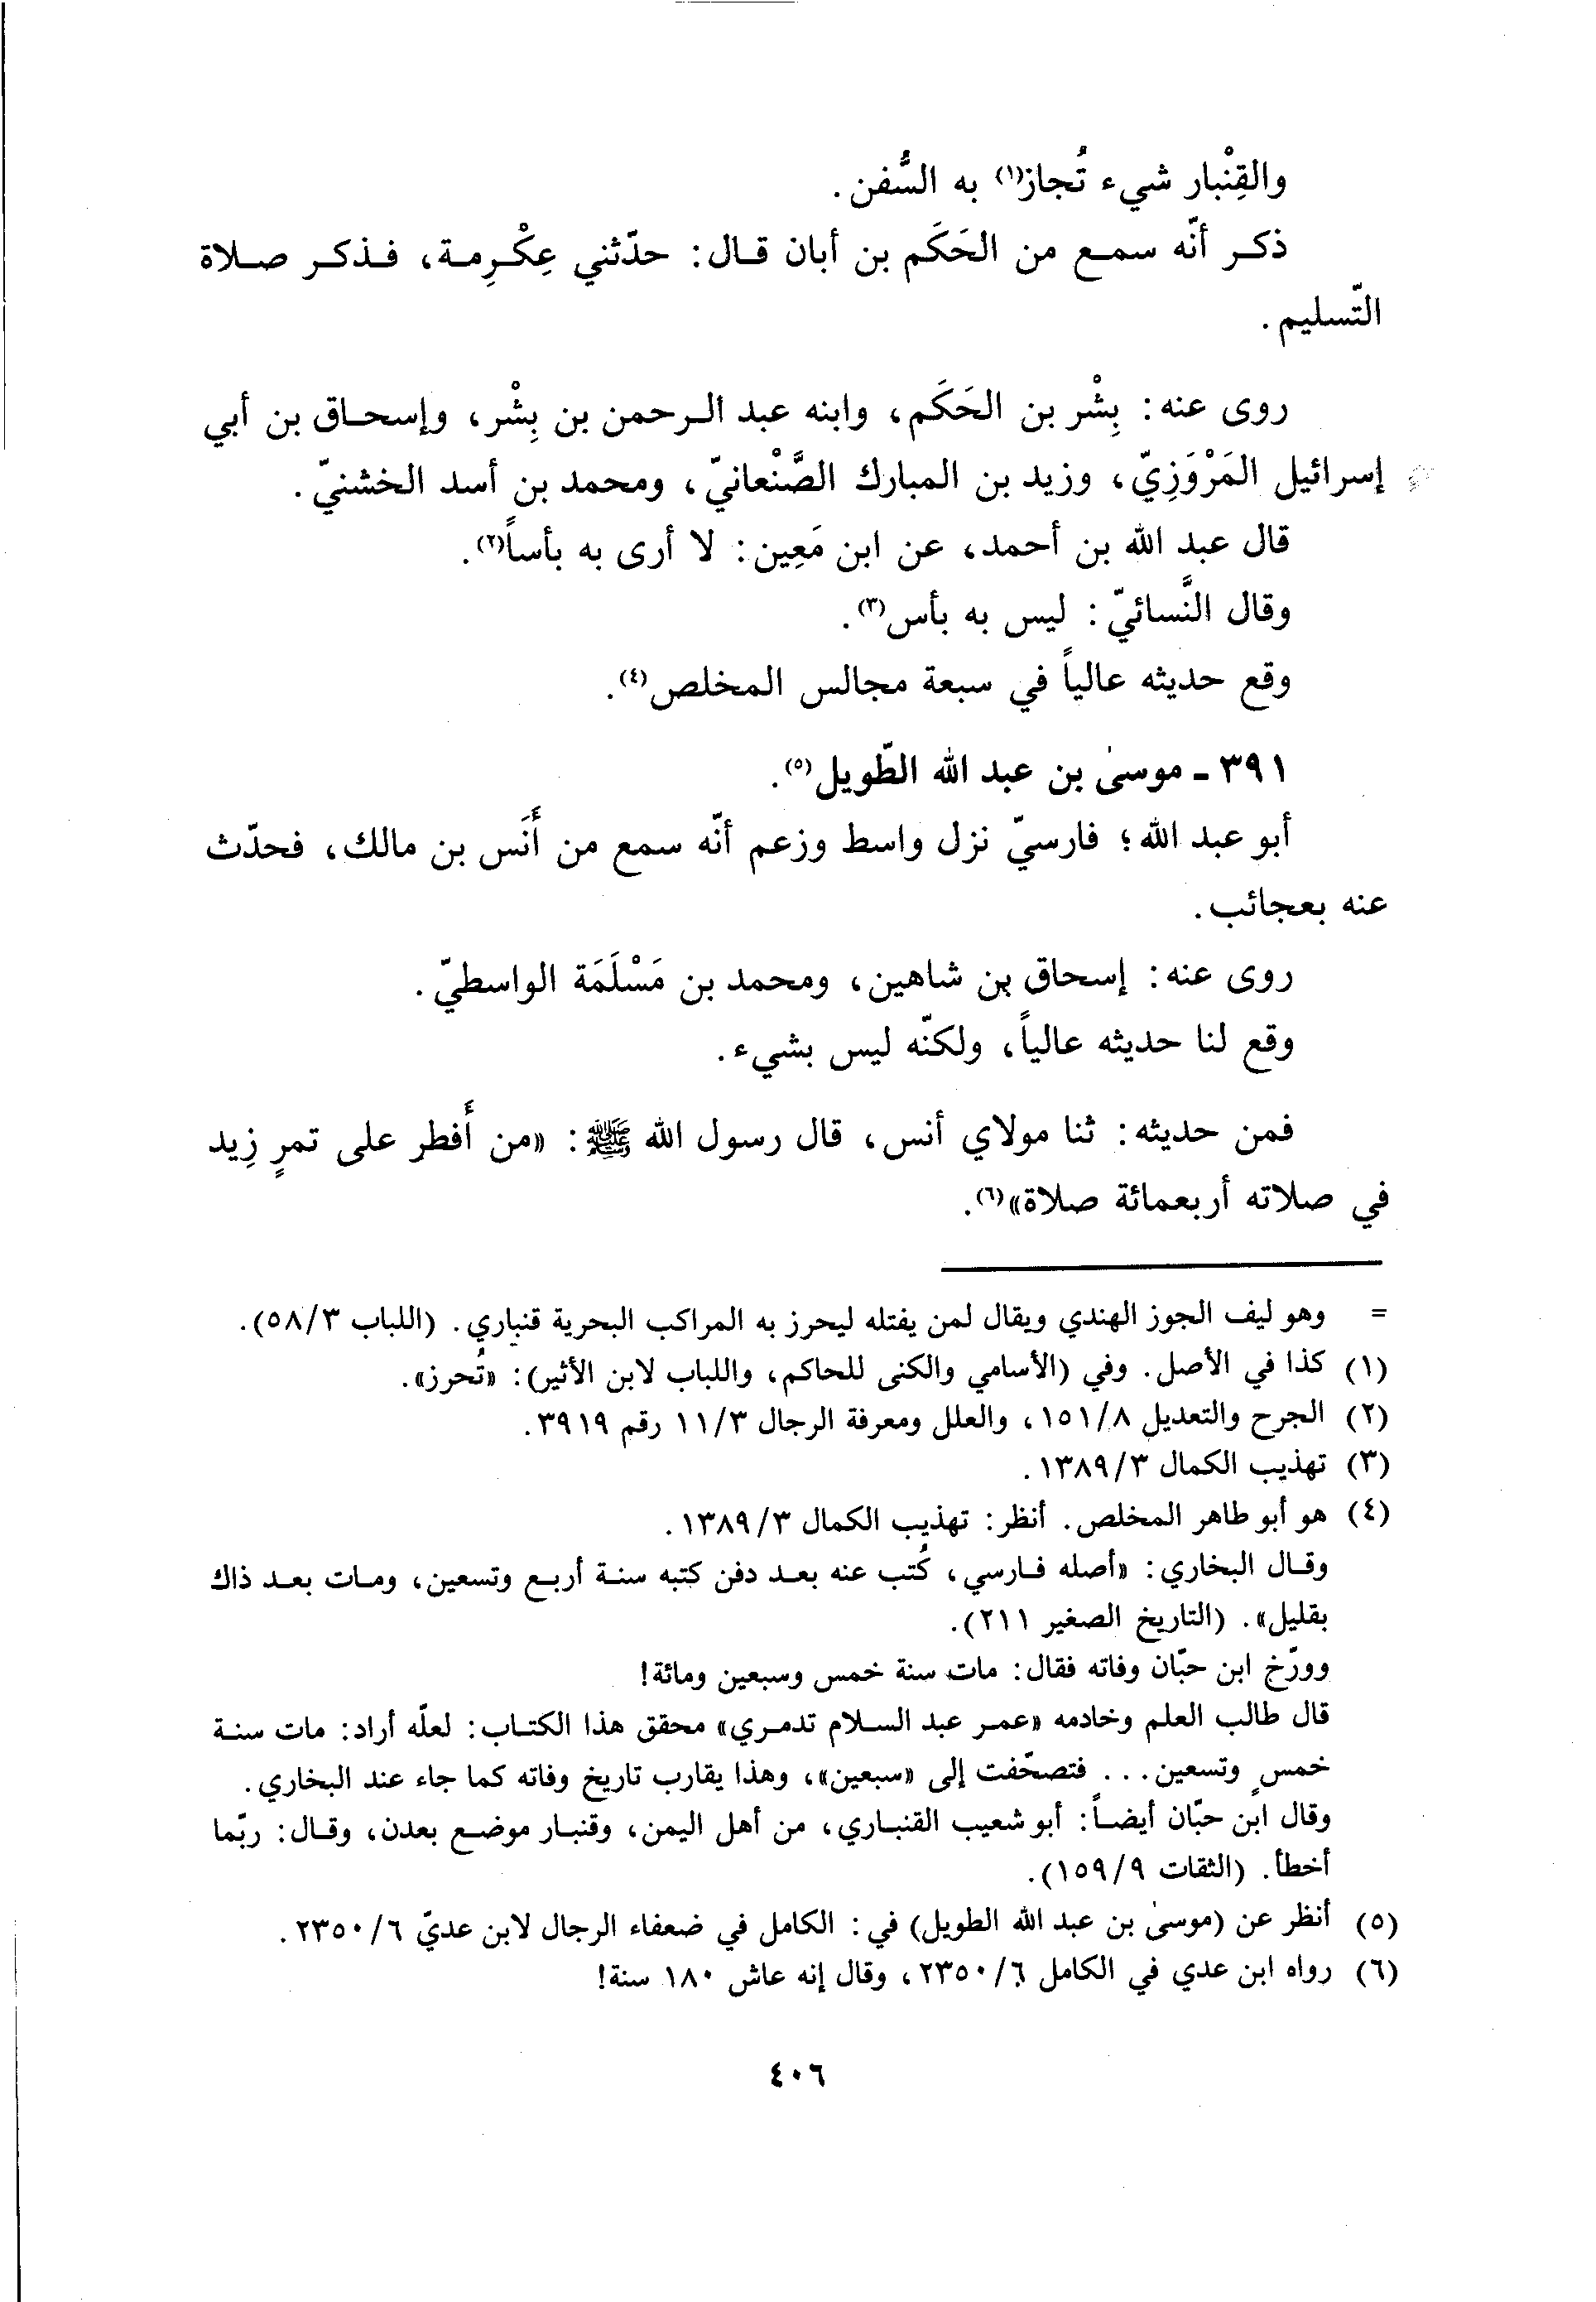 والقِنْبار شيء تُجاز(١) به السُّفن.
ذكر أنّه سمع من الحَكَم بن أبان قال: حدّثني عِكْرِمة، فذكر صلاة
التّسليم.
روى عنه: بِشْر بن الحَكَم، وابنه عبد الرحمن بن بِشْر، وإسحاق بن أبي
إسرائيل المَرْوَزِيّ، وزيد بن المبارك الصَّنْعانيّ، ومحمد بن أسد الخشنيّ.
قال عبد الله بن أحمد، عن ابن مَعِين: لا أرى به بأساً(٢).
وقال النَّسائيّ: ليس به بأس(٣).
وقع حديثه عالياً في سبعة مجالس المخلص(٤).
٣٩١ - موسىٰ بن عبد الله الطّويل(٥).
أبو عبد الله؛ فارسيّ نزل واسط وزعم أنّه سمع من أَنَس بن مالك، فحدّث
عنه بعجائب.
روى عنه: إسحاق بن شاهين، ومحمد بن مَسْلَمَة الواسطيّ.
وقع لنا حديثه عالياً، ولكنّه ليس بشيء.
فمن حديثه: ثنا مولاي أنس، قال رسول الله ﷺ: «من أَفطر على تمرٍ زِيد
في صلاته أربعمائة صلاة»(٦).
= وهو ليف الجوز الهندي ويقال لمن يفتله ليحرز به المراكب البحرية قنباري. (اللباب ٥٨/٣).
(١) كذا في الأصل. وفي (الأسامي والكنى للحاكم، واللباب لابن الأثير): «تُحرز».
(٢) الجرح والتعديل ١٥١/٨، والعلل ومعرفة الرجال ١١/٣ رقم ٣٩١٩.
(٣) تهذيب الكمال ١٣٨٩/٣.
(٤) هو أبو طاهر المخلص. أنظر: تهذيب الكمال ١٣٨٩/٣.
وقال البخاري: «أصله فارسي، كُتب عنه بعد دفن كتبه سنة أربع وتسعين، ومات بعد ذاك
بقليل». (التاريخ الصغير ٢١١).
وورّخ ابن حبّان وفاته فقال: مات سنة خمس وسبعين ومائة!
قال طالب العلم وخادمه «عمر عبد السلام تدمري» محقق هذا الكتاب: لعلّه أراد: مات سنة
خمسٍ وتسعين... فتصحّفت إلى «سبعين»، وهذا يقارب تاريخ وفاته كما جاء عند البخاري.
وقال ابن حبّان أيضاً: أبو شعيب القنباري، من أهل اليمن، وقنبار موضع بعدن، وقال: ربّما
أخطأ. (الثقات ١٥٩/٩).
(٥) أنظر عن (موسىٰ بن عبد الله الطويل) في: الكامل في ضعفاء الرجال لابن عديّ ٢٣٥٠/٦.
(٦) رواه ابن عدي في الكامل ٢٣٥٠/٦، وقال إنه عاش ١٨٠ سنة!
٤٠٦